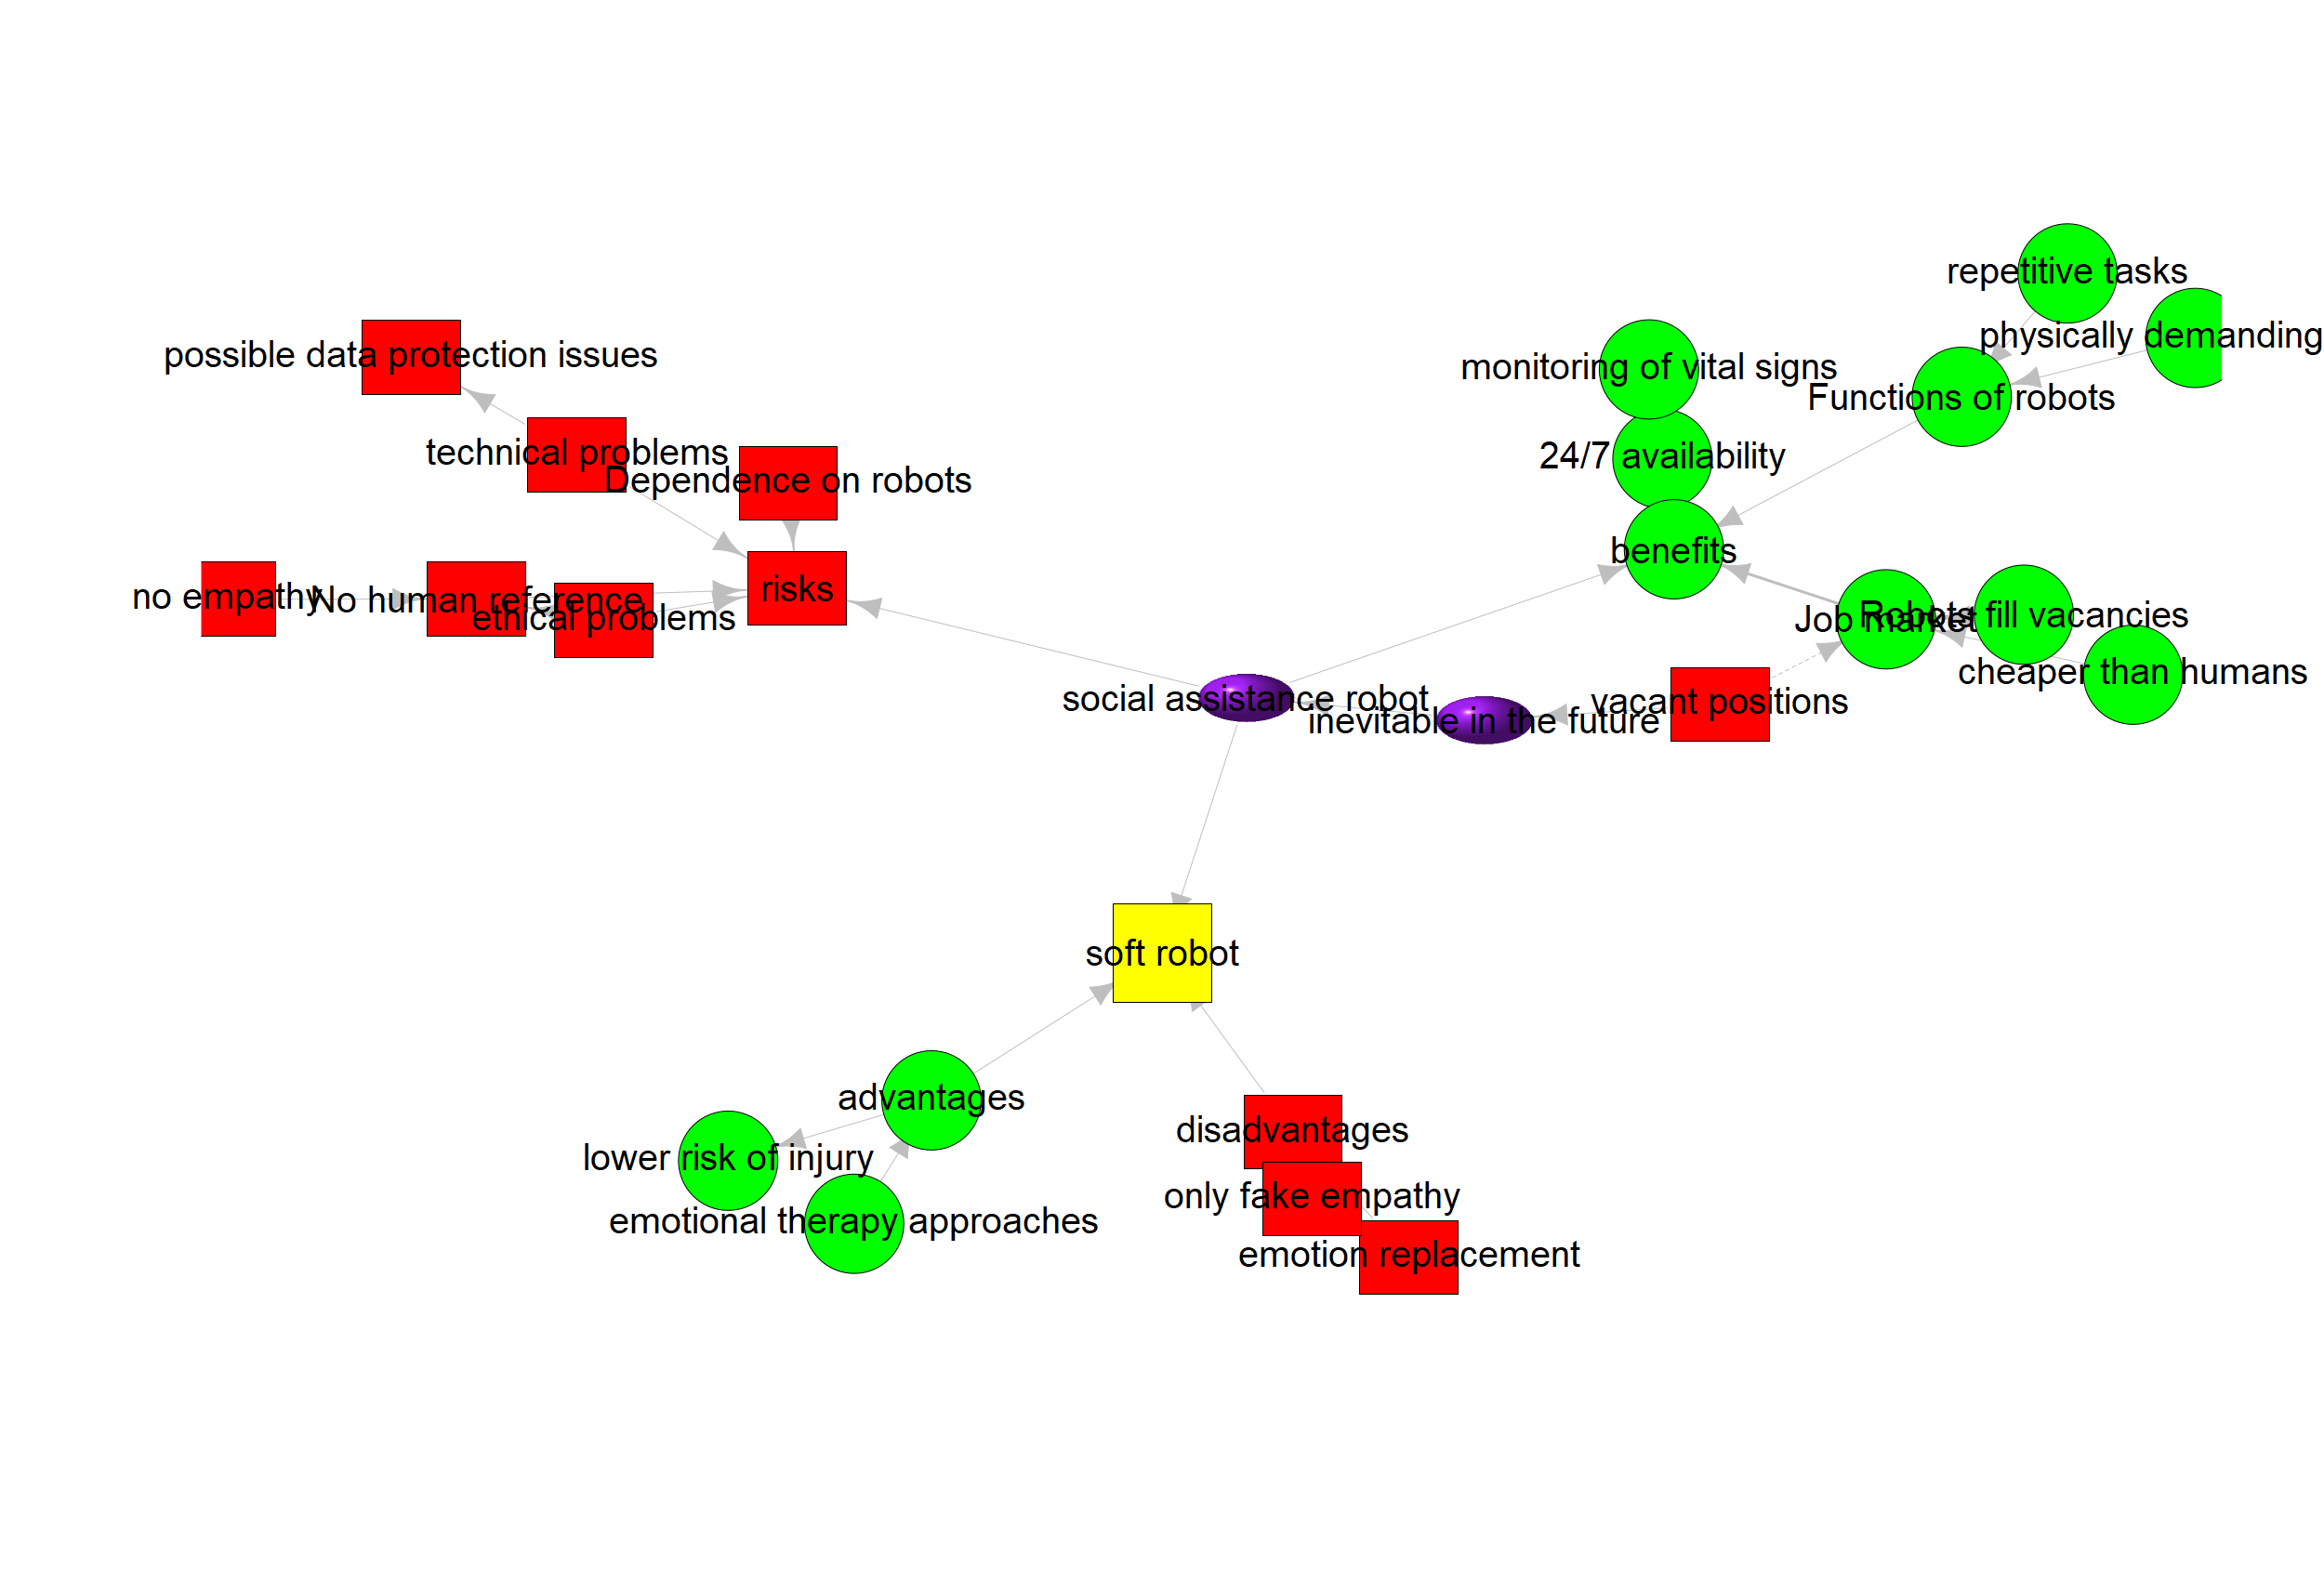 repetitive tasks
physically demanding
possible data protection issues
monitoring of vital signs
Functions of robots
technical problems
24/7 availability
Dependence on robots
benefits
risks
no empathy
No human reference
ethical problems
Job market
Robots fill vacancies
cheaper than humans
social assistance robot
inevitable in the future
vacant positions
soft robot
advantages
disadvantages
lower risk of injury
only fake empathy
emotional therapy approaches
emotion replacement